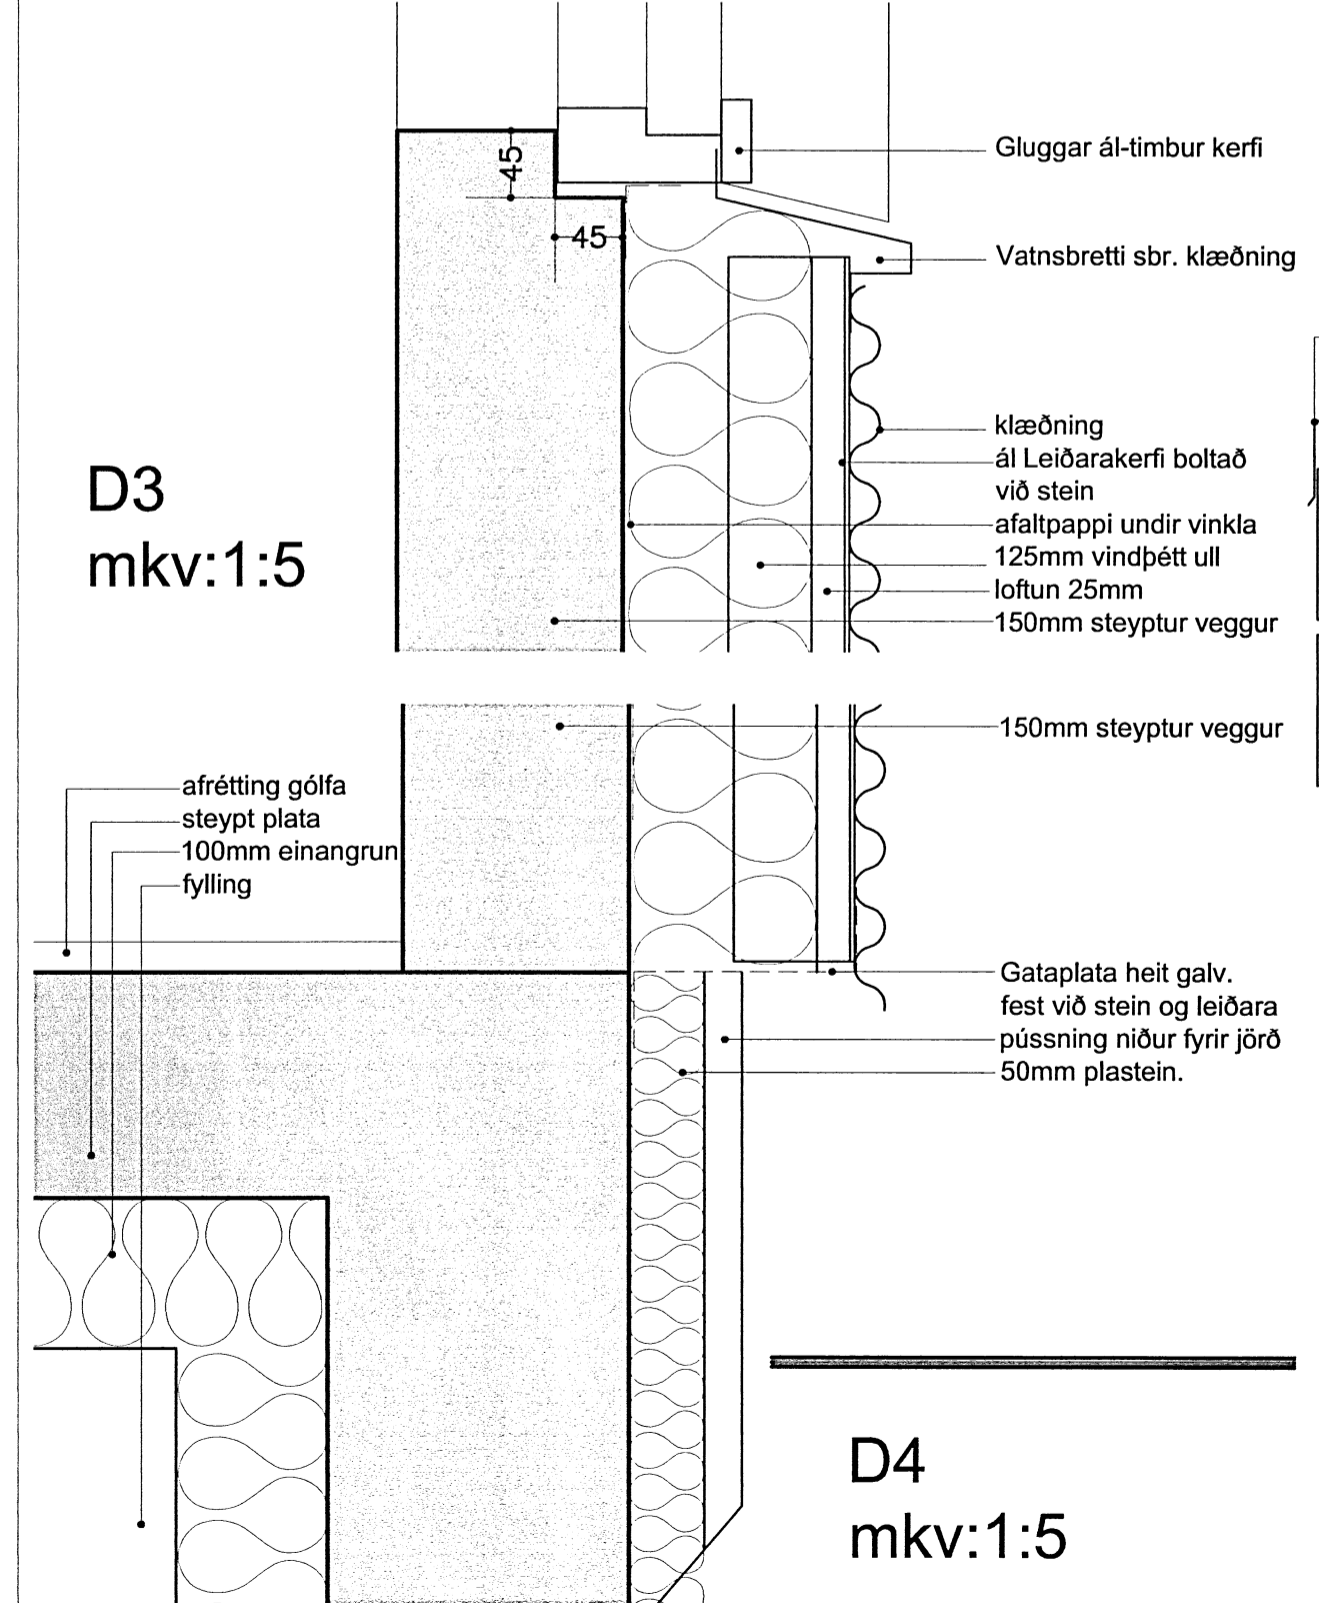 45
45
Gluggar ál-timbur kerfi
Vatnsbretti sbr. klæðning
D3
mkv:1:5
klæðning
ál Leiðarakerfi boltað
við stein
afaltpappi undir vinkla
125mm vindþétt ull
loftun 25mm
150mm steyptur veggur
150mm steyptur veggur
afrétting gólfa
steypt plata
100mm einangrun
fylling
Gataplata heit galv.
fest við stein og leiðara
pússning niður fyrir jörð
50mm plastein.
D4
mkv:1:5